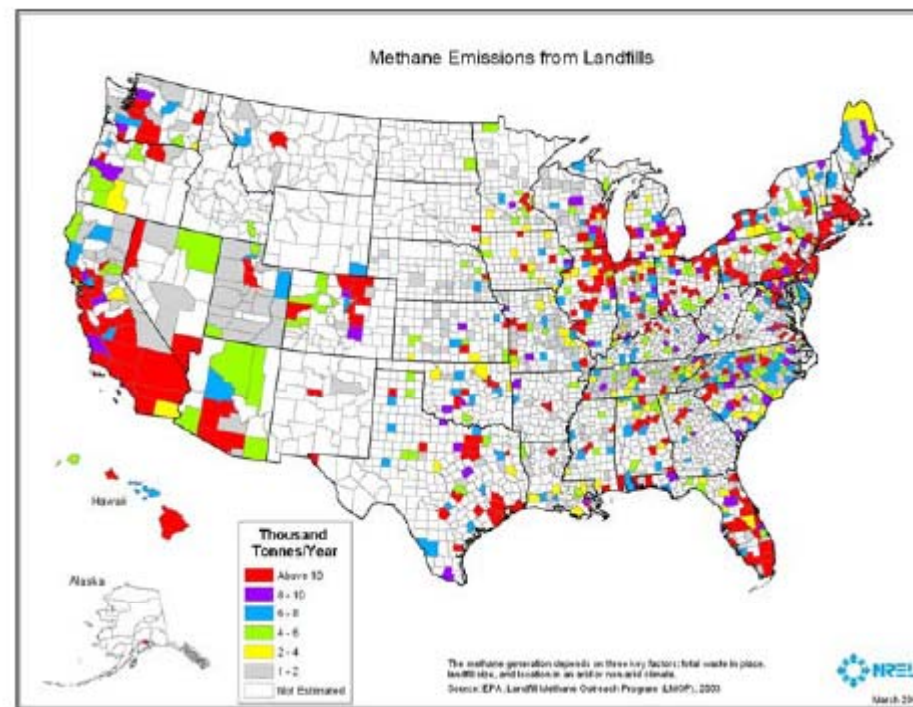 Methane Emissions from Landfills
Hawaii
Alaska
Thousand
Tonnes/Year
Above 10
8 - 10
6 - 8
4 - 6
2 - 4
1 - 2
Not Estimated
The methane generation depends on three key factors: total waste in place,
landfill size, and location in an arid or non-arid climate.
Source: EPA, Landfill Methane Outreach Program (LMOP), 2003
NREL
March